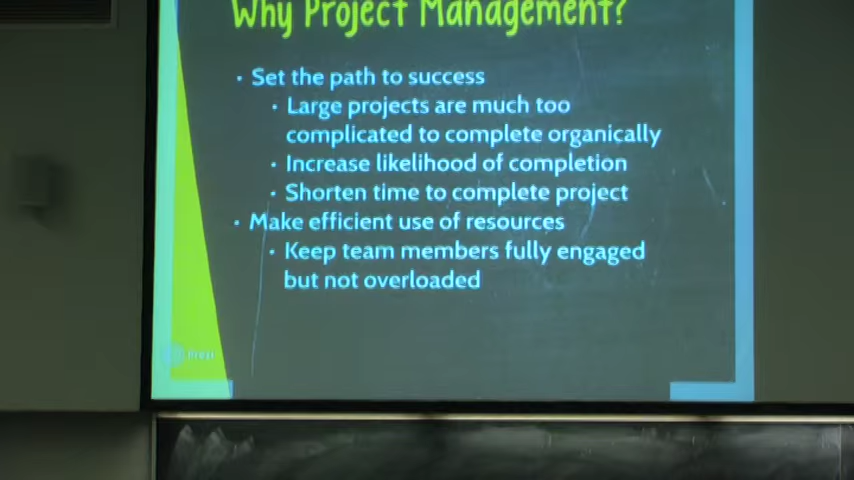 Why Project Management?
• Set the path to success
• Large projects are much too
complicated to complete organically
• Increase likelihood of completion
• Shorten time to complete project
• Make efficient use of resources
• Keep team members fully engaged
but not overloaded
Prezi